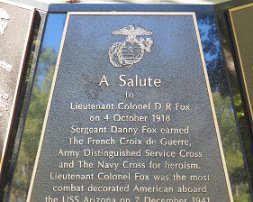 A Salute
to
Lieutenant Colonel D R Fox
on 4 October 1918
Sergeant Danny Fox earned
The French Croix de Guerre,
Army Distinguished Service Cross
and The Navy Cross for heroism.
Lieutenant Colonel Fox was the most
combat decorated American aboard
the USS Arizona on 7 December 1941